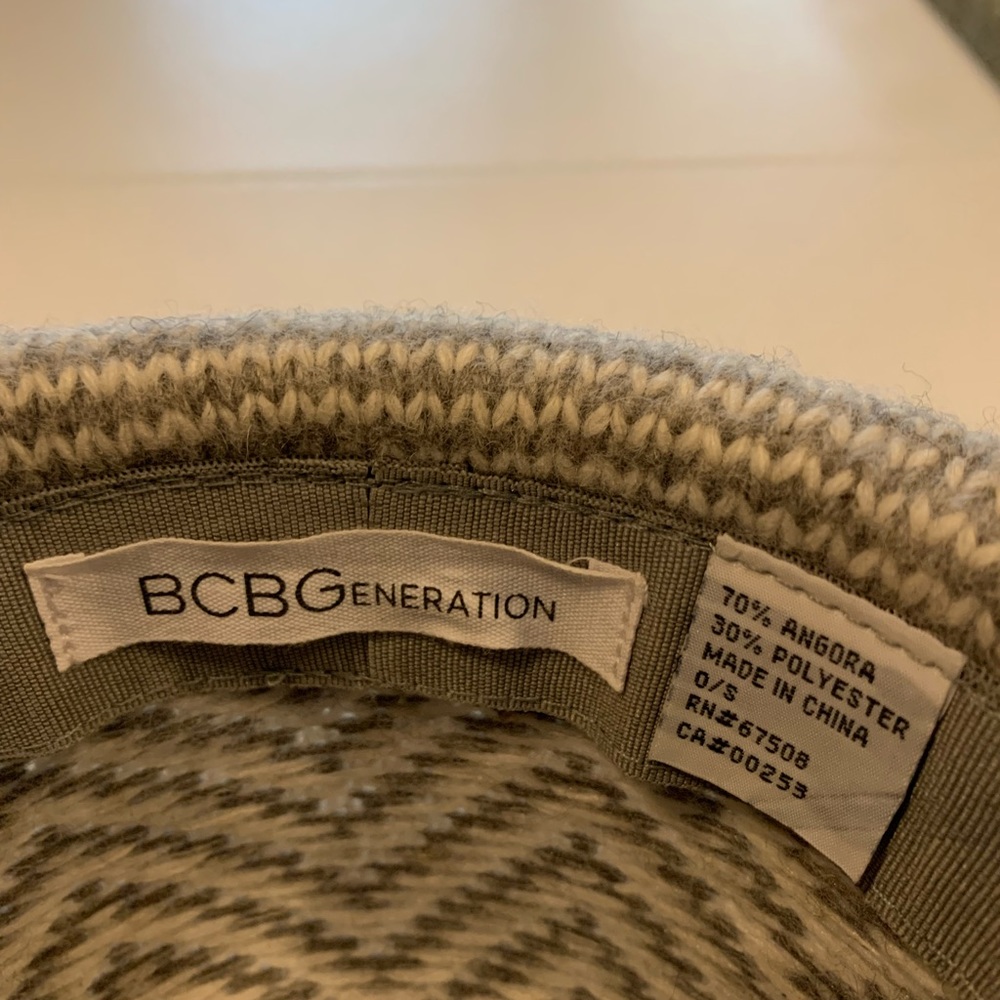 BCBGENERATION
70% ANGORA
30% POLYESTER
MADE IN CHINA
O/S
RN#67508
CA#00253